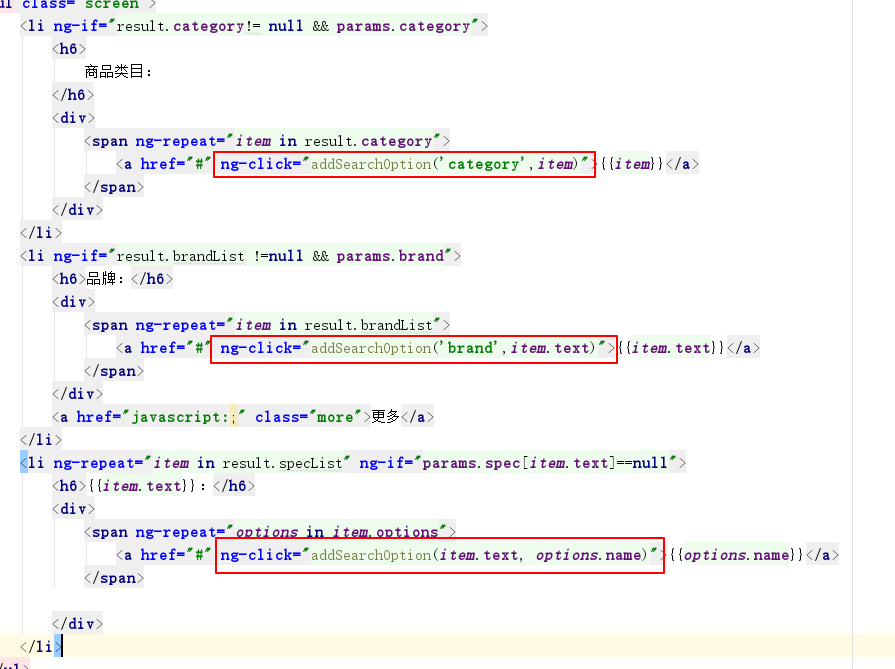 ul class="screen">
<li ng-if="result.category!= null && params.category">
<h6>
商品类目：
</h6>
<div>
<span ng-repeat="item in result.category">
<a href="#" ng-click="addSearchOption('category',item)">{{item}}</a>
</span>
</div>
</li>
<li ng-if="result.brandList !=null && params.brand">
<h6>品牌：</h6>
<div>
<span ng-repeat="item in result.brandList">
<a href="#" ng-click="addSearchOption('brand',item.text)">{{item.text}}</a>
</span>
</div>
<a href="javascript:;" class="more">更多</a>
</li>
<li ng-repeat="item in result.specList" ng-if="params.spec[item.text]==null">
<h6>{{item.text}}：</h6>
<div>
<span ng-repeat="options in item.options">
<a href="#" ng-click="addSearchOption(item.text, options.name)">{{options.name}}</a>
</span>
</div>
</li>
/ul>